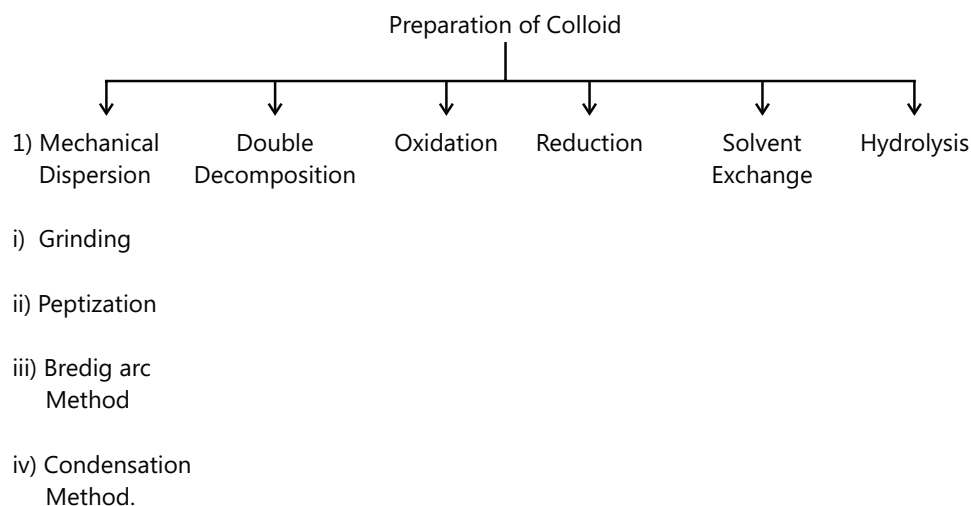 Preparation of Colloid
1) Mechanical Dispersion
Double Decomposition
Oxidation
Reduction
Solvent Exchange
Hydrolysis
i) Grinding
ii) Peptization
iii) Bredig arc
Method
iv) Condensation
Method.